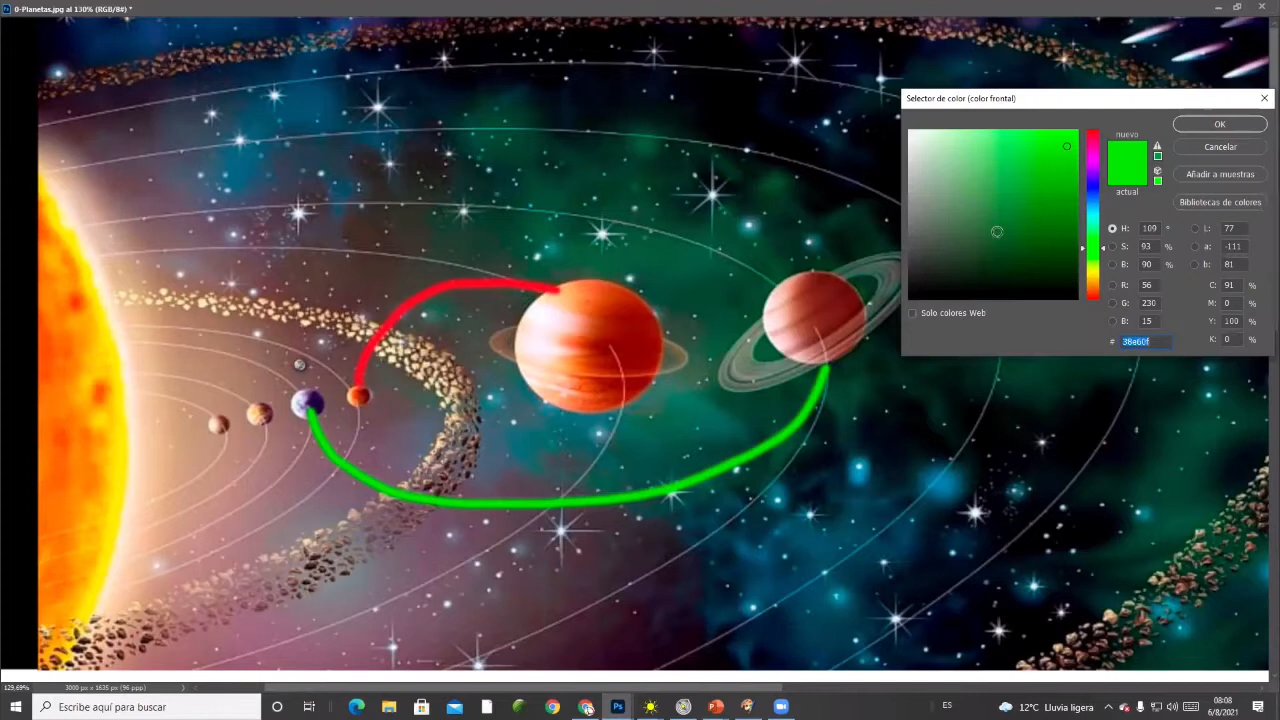 0-Planetas.jpg al 130% (RGB/8#) *
Selector de color (color frontal)
OK
nuevo
Cancelar
Añadir a muestras
actual
Bibliotecas de colores
H: 109 °
L: 77
S: 93 %
a: -111
B: 90 %
b: 81
R: 56
C: 91 %
G: 230
M: 0 %
Solo colores Web
B: 15
Y: 100 %
# 38e60f
K: 0 %
129,69%
3000 px x 1635 px (96 ppp)
Escribe aquí para buscar
Ps
ES
12°C Lluvia ligera
08:08
6/8/2021